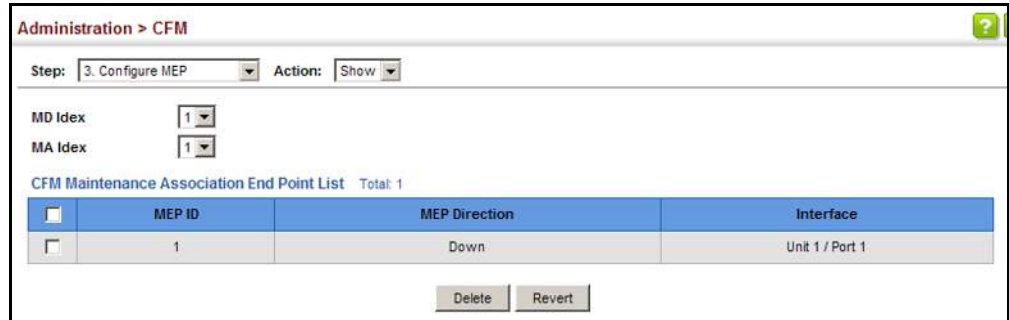 Administration > CFM
?
Step: 3. Configure MEP Action: Show
MD Idex 1
MA Idex 1
CFM Maintenance Association End Point List Total: 1
MEP ID MEP Direction Interface
1 Down Unit 1 / Port 1
Delete Revert